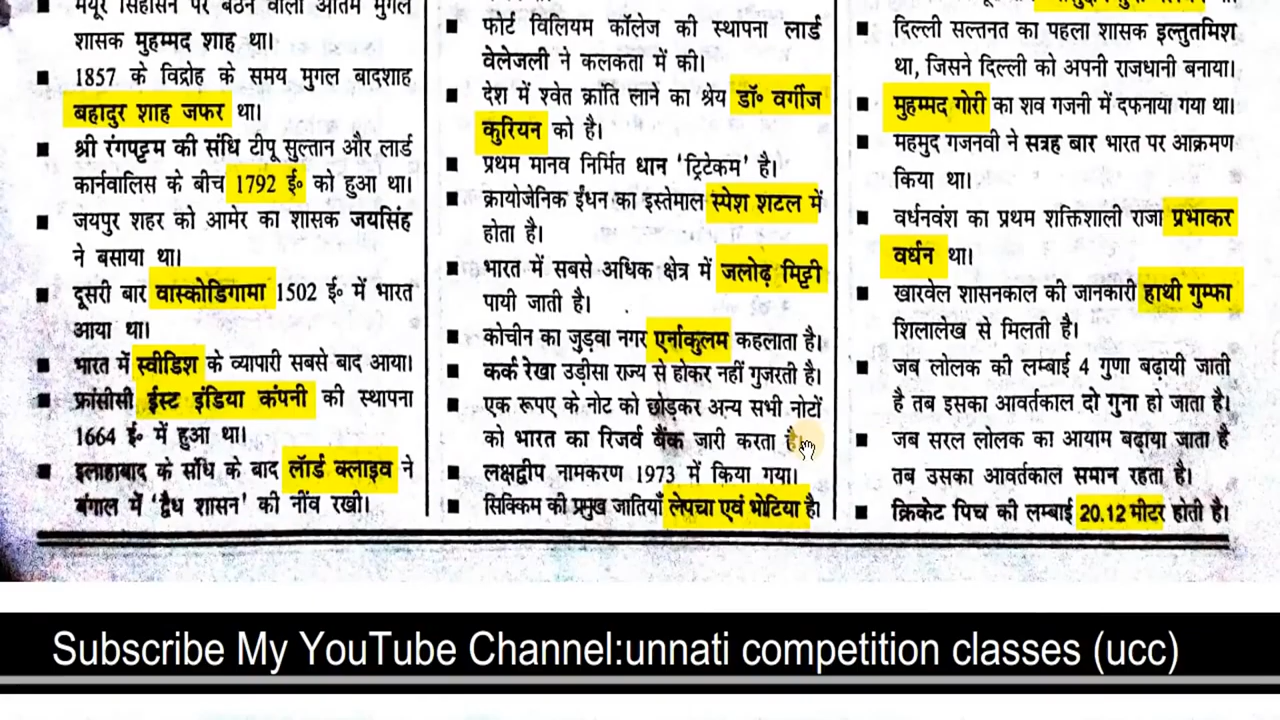 मयूर सिंहासन पर बैठने वाला अंतिम मुगल
शासक मुहम्मद शाह था।
■ 1857 के विद्रोह के समय मुगल बादशाह
बहादुर शाह जफर था।
■ श्री रंगपट्टम की संधि टीपू सुल्तान और लार्ड
कार्नवालिस के बीच 1792 ई॰ को हुआ था।
■ जयपुर शहर को आमेर का शासक जयसिंह
ने बसाया था।
■ दूसरी बार वास्कोडिगामा 1502 ई॰ में भारत
आया था।
■ भारत में स्वीडिश के व्यापारी सबसे बाद आया।
■ फ्रांसीसी ईस्ट इंडिया कंपनी की स्थापना
1664 ई॰ में हुआ था।
■ इलाहाबाद के संधि के बाद लॅार्ड क्लाइव ने
बंगाल में 'द्वैध शासन' की नींव रखी।
■ फोर्ट विलियम कॉलेज की स्थापना लार्ड
वेलेजली ने कलकता में की।
■ देश में श्वेत क्रांति लाने का श्रेय डॉ॰ वर्गीज
कुरियन को है।
■ प्रथम मानव निर्मित धान 'ट्रिटेकम' है।
■ क्रायोजेनिक ईंधन का इस्तेमाल स्पेश शटल में
होता है।
■ भारत में सबसे अधिक क्षेत्र में जलोढ़ मिट्टी
पायी जाती है।
■ कोचीन का जुड़वा नगर एर्नाकुलम कहलाता है।
■ कर्क रेखा उड़ीसा राज्य से होकर नहीं गुजरती है।
■ एक रूपए के नोट को छोड़कर अन्य सभी नोटों
को भारत का रिजर्व बैंक जारी करता है।
■ लक्षद्वीप नामकरण 1973 में किया गया।
■ सिक्किम की प्रमुख जातियाँ लेपचा एवं भोटिया है।
■ दिल्ली सल्तनत का पहला शासक इल्तुतमिश
था, जिसने दिल्ली को अपनी राजधानी बनाया।
■ मुहम्मद गोरी का शव गजनी में दफनाया गया था।
■ महमुद गजनवी ने सत्रह बार भारत पर आक्रमण
किया था।
■ वर्धनवंश का प्रथम शक्तिशाली राजा प्रभाकर
वर्धन था।
■ खारवेल शासनकाल की जानकारी हाथी गुम्फा
शिलालेख से मिलती है।
■ जब लोलक की लम्बाई 4 गुणा बढ़ायी जाती
है तब इसका आवर्तकाल दो गुना हो जाता है।
■ जब सरल लोलक का आयाम बढ़ाया जाता है
तब उसका आवर्तकाल समान रहता है।
■ क्रिकेट पिच की लम्बाई 20.12 मीटर होती है।
Subscribe My YouTube Channel:unnati competition classes (ucc)